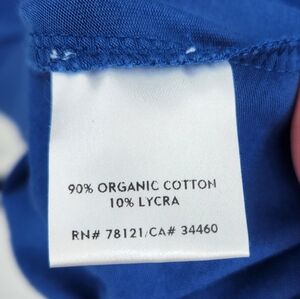 90% ORGANIC COTTON
10% LYCRA
RN# 78121/CA# 34460